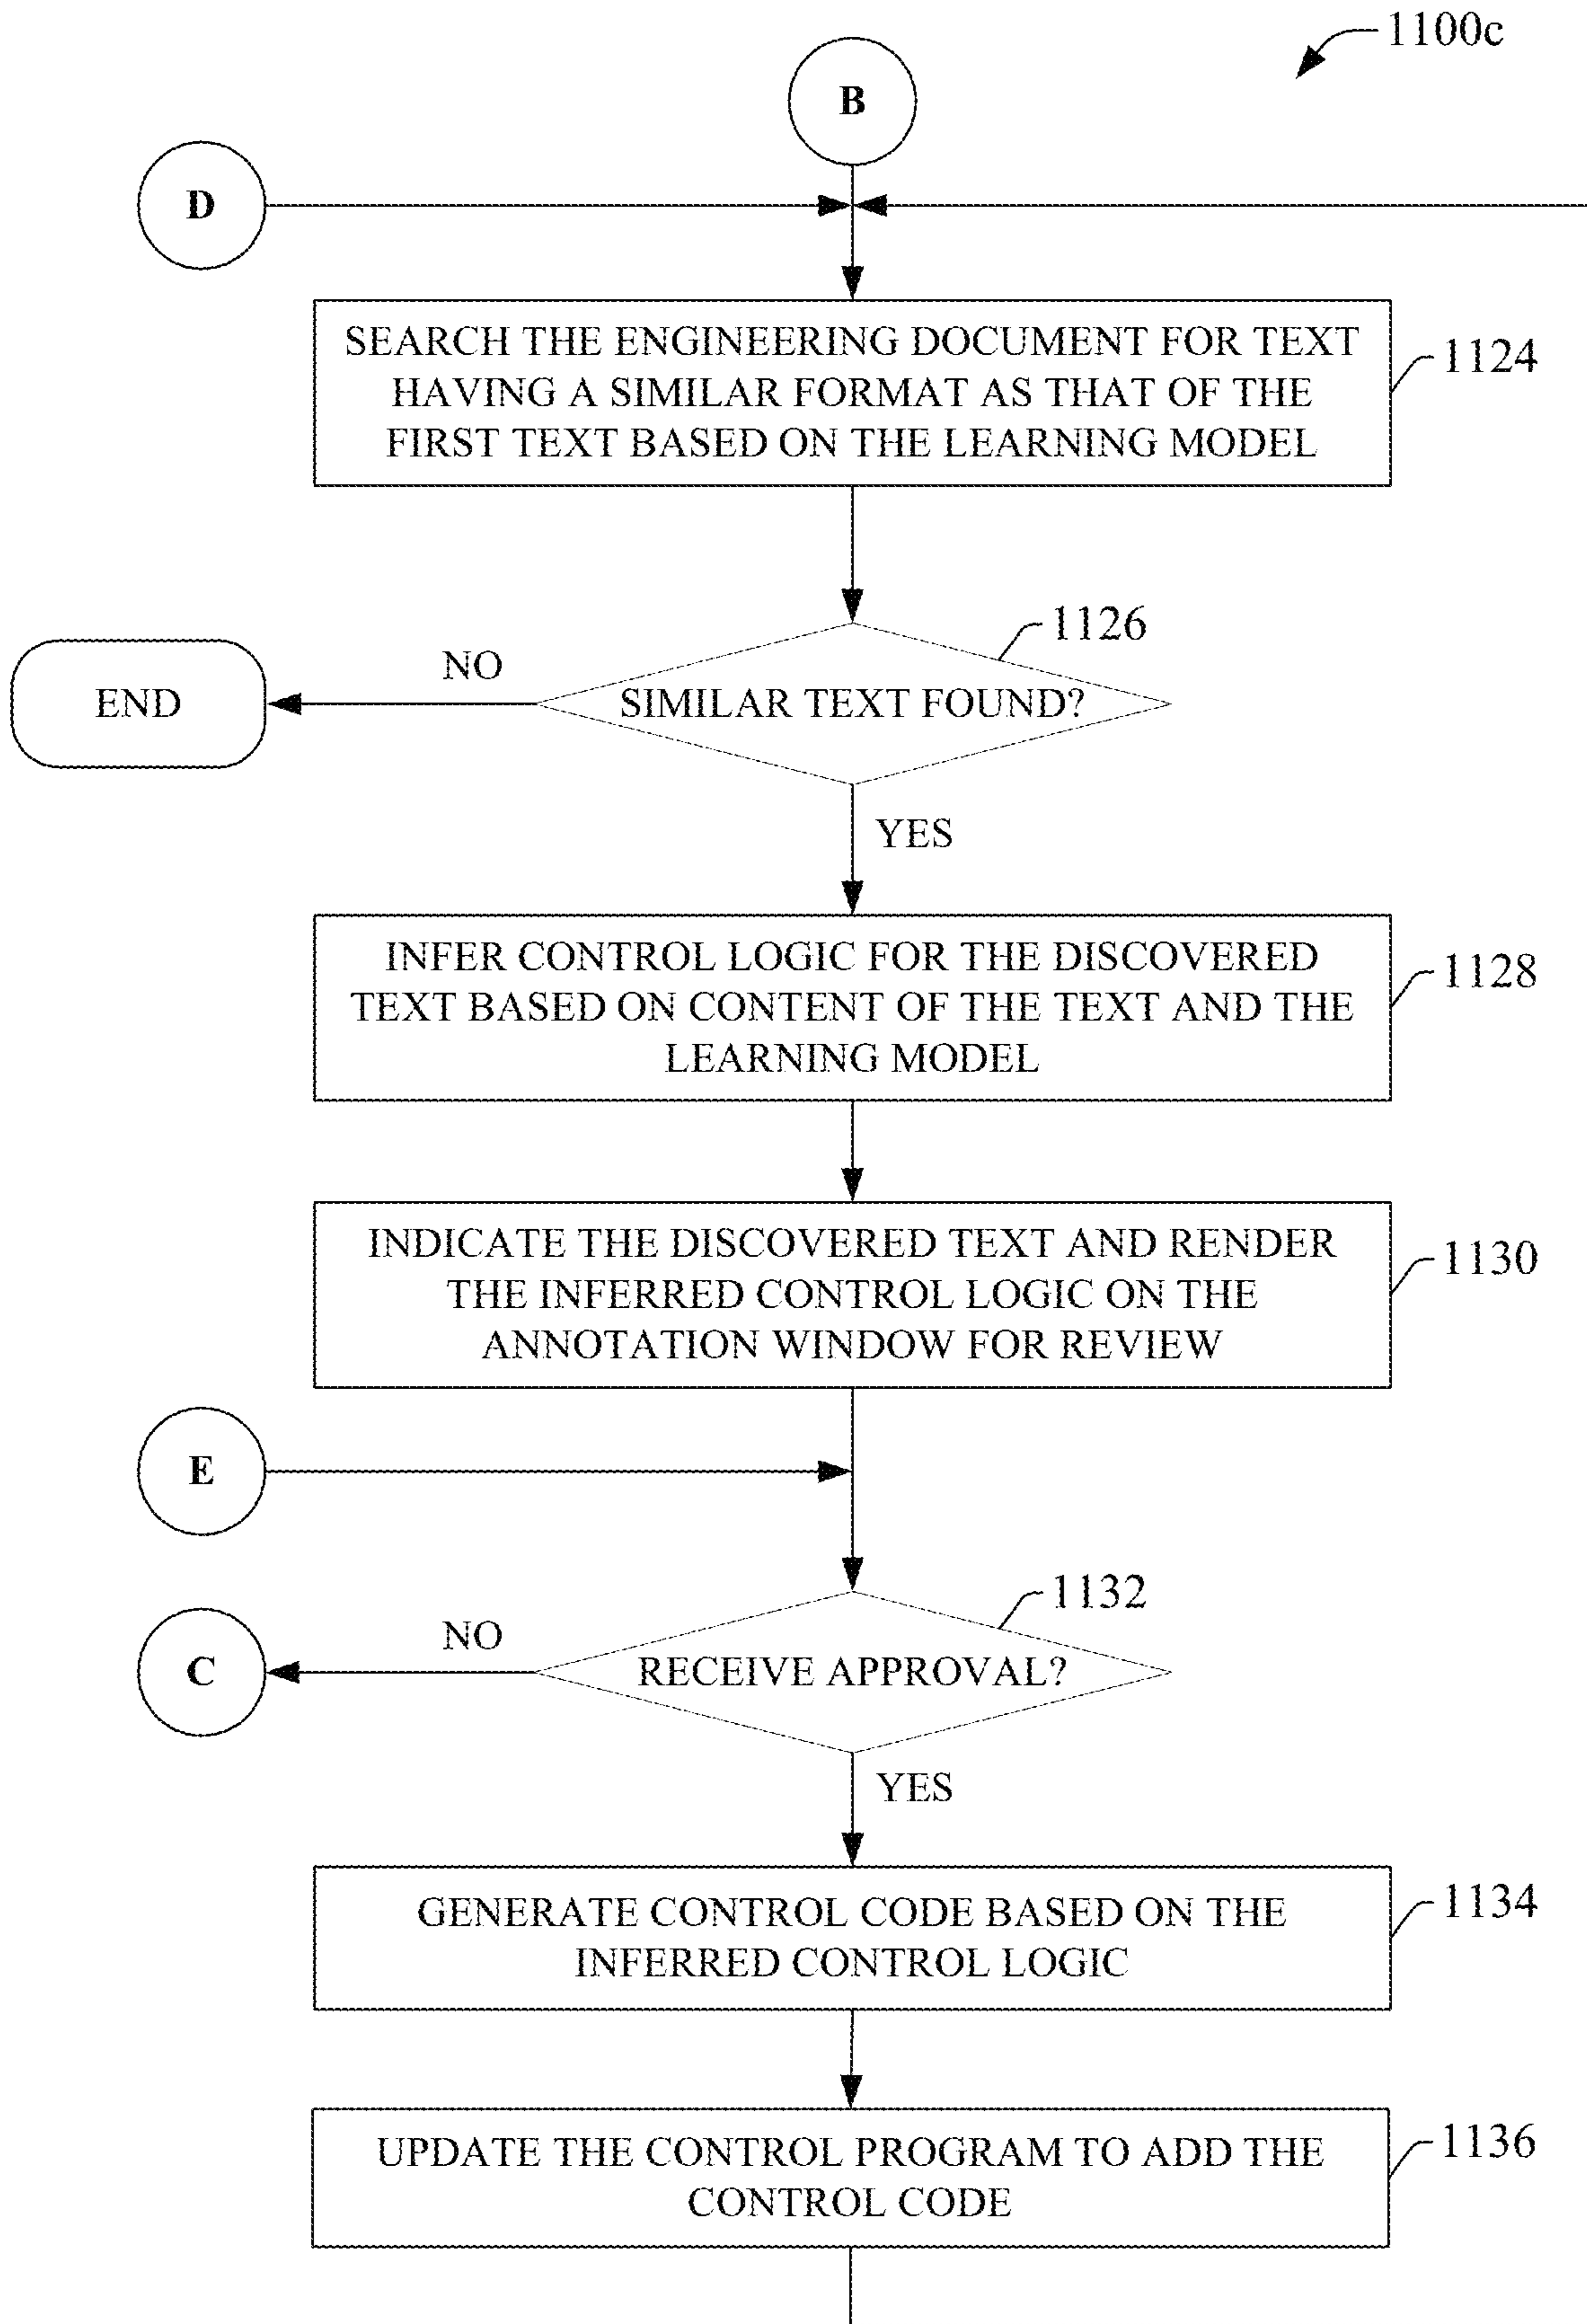 1100c
B
D
SEARCH THE ENGINEERING DOCUMENT FOR TEXT
HAVING A SIMILAR FORMAT AS THAT OF THE
FIRST TEXT BASED ON THE LEARNING MODEL
1124
1126
NO
END
SIMILAR TEXT FOUND?
YES
INFER CONTROL LOGIC FOR THE DISCOVERED
TEXT BASED ON CONTENT OF THE TEXT AND THE
LEARNING MODEL
1128
INDICATE THE DISCOVERED TEXT AND RENDER
THE INFERRED CONTROL LOGIC ON THE
ANNOTATION WINDOW FOR REVIEW
1130
E
1132
NO
C
RECEIVE APPROVAL?
YES
GENERATE CONTROL CODE BASED ON THE
INFERRED CONTROL LOGIC
1134
UPDATE THE CONTROL PROGRAM TO ADD THE
CONTROL CODE
1136